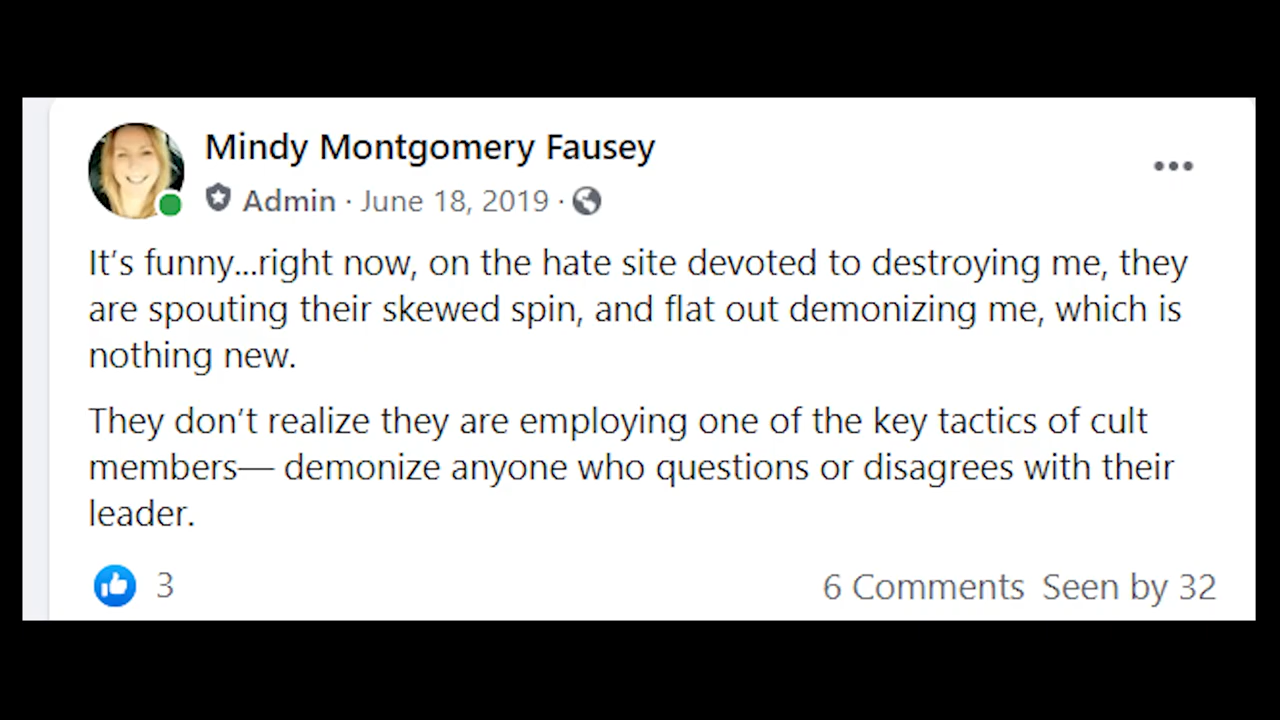 Mindy Montgomery Fausey
Admin · June 18, 2019 ·
It's funny...right now, on the hate site devoted to destroying me, they
are spouting their skewed spin, and flat out demonizing me, which is
nothing new.
They don't realize they are employing one of the key tactics of cult
members— demonize anyone who questions or disagrees with their
leader.
3
6 Comments Seen by 32